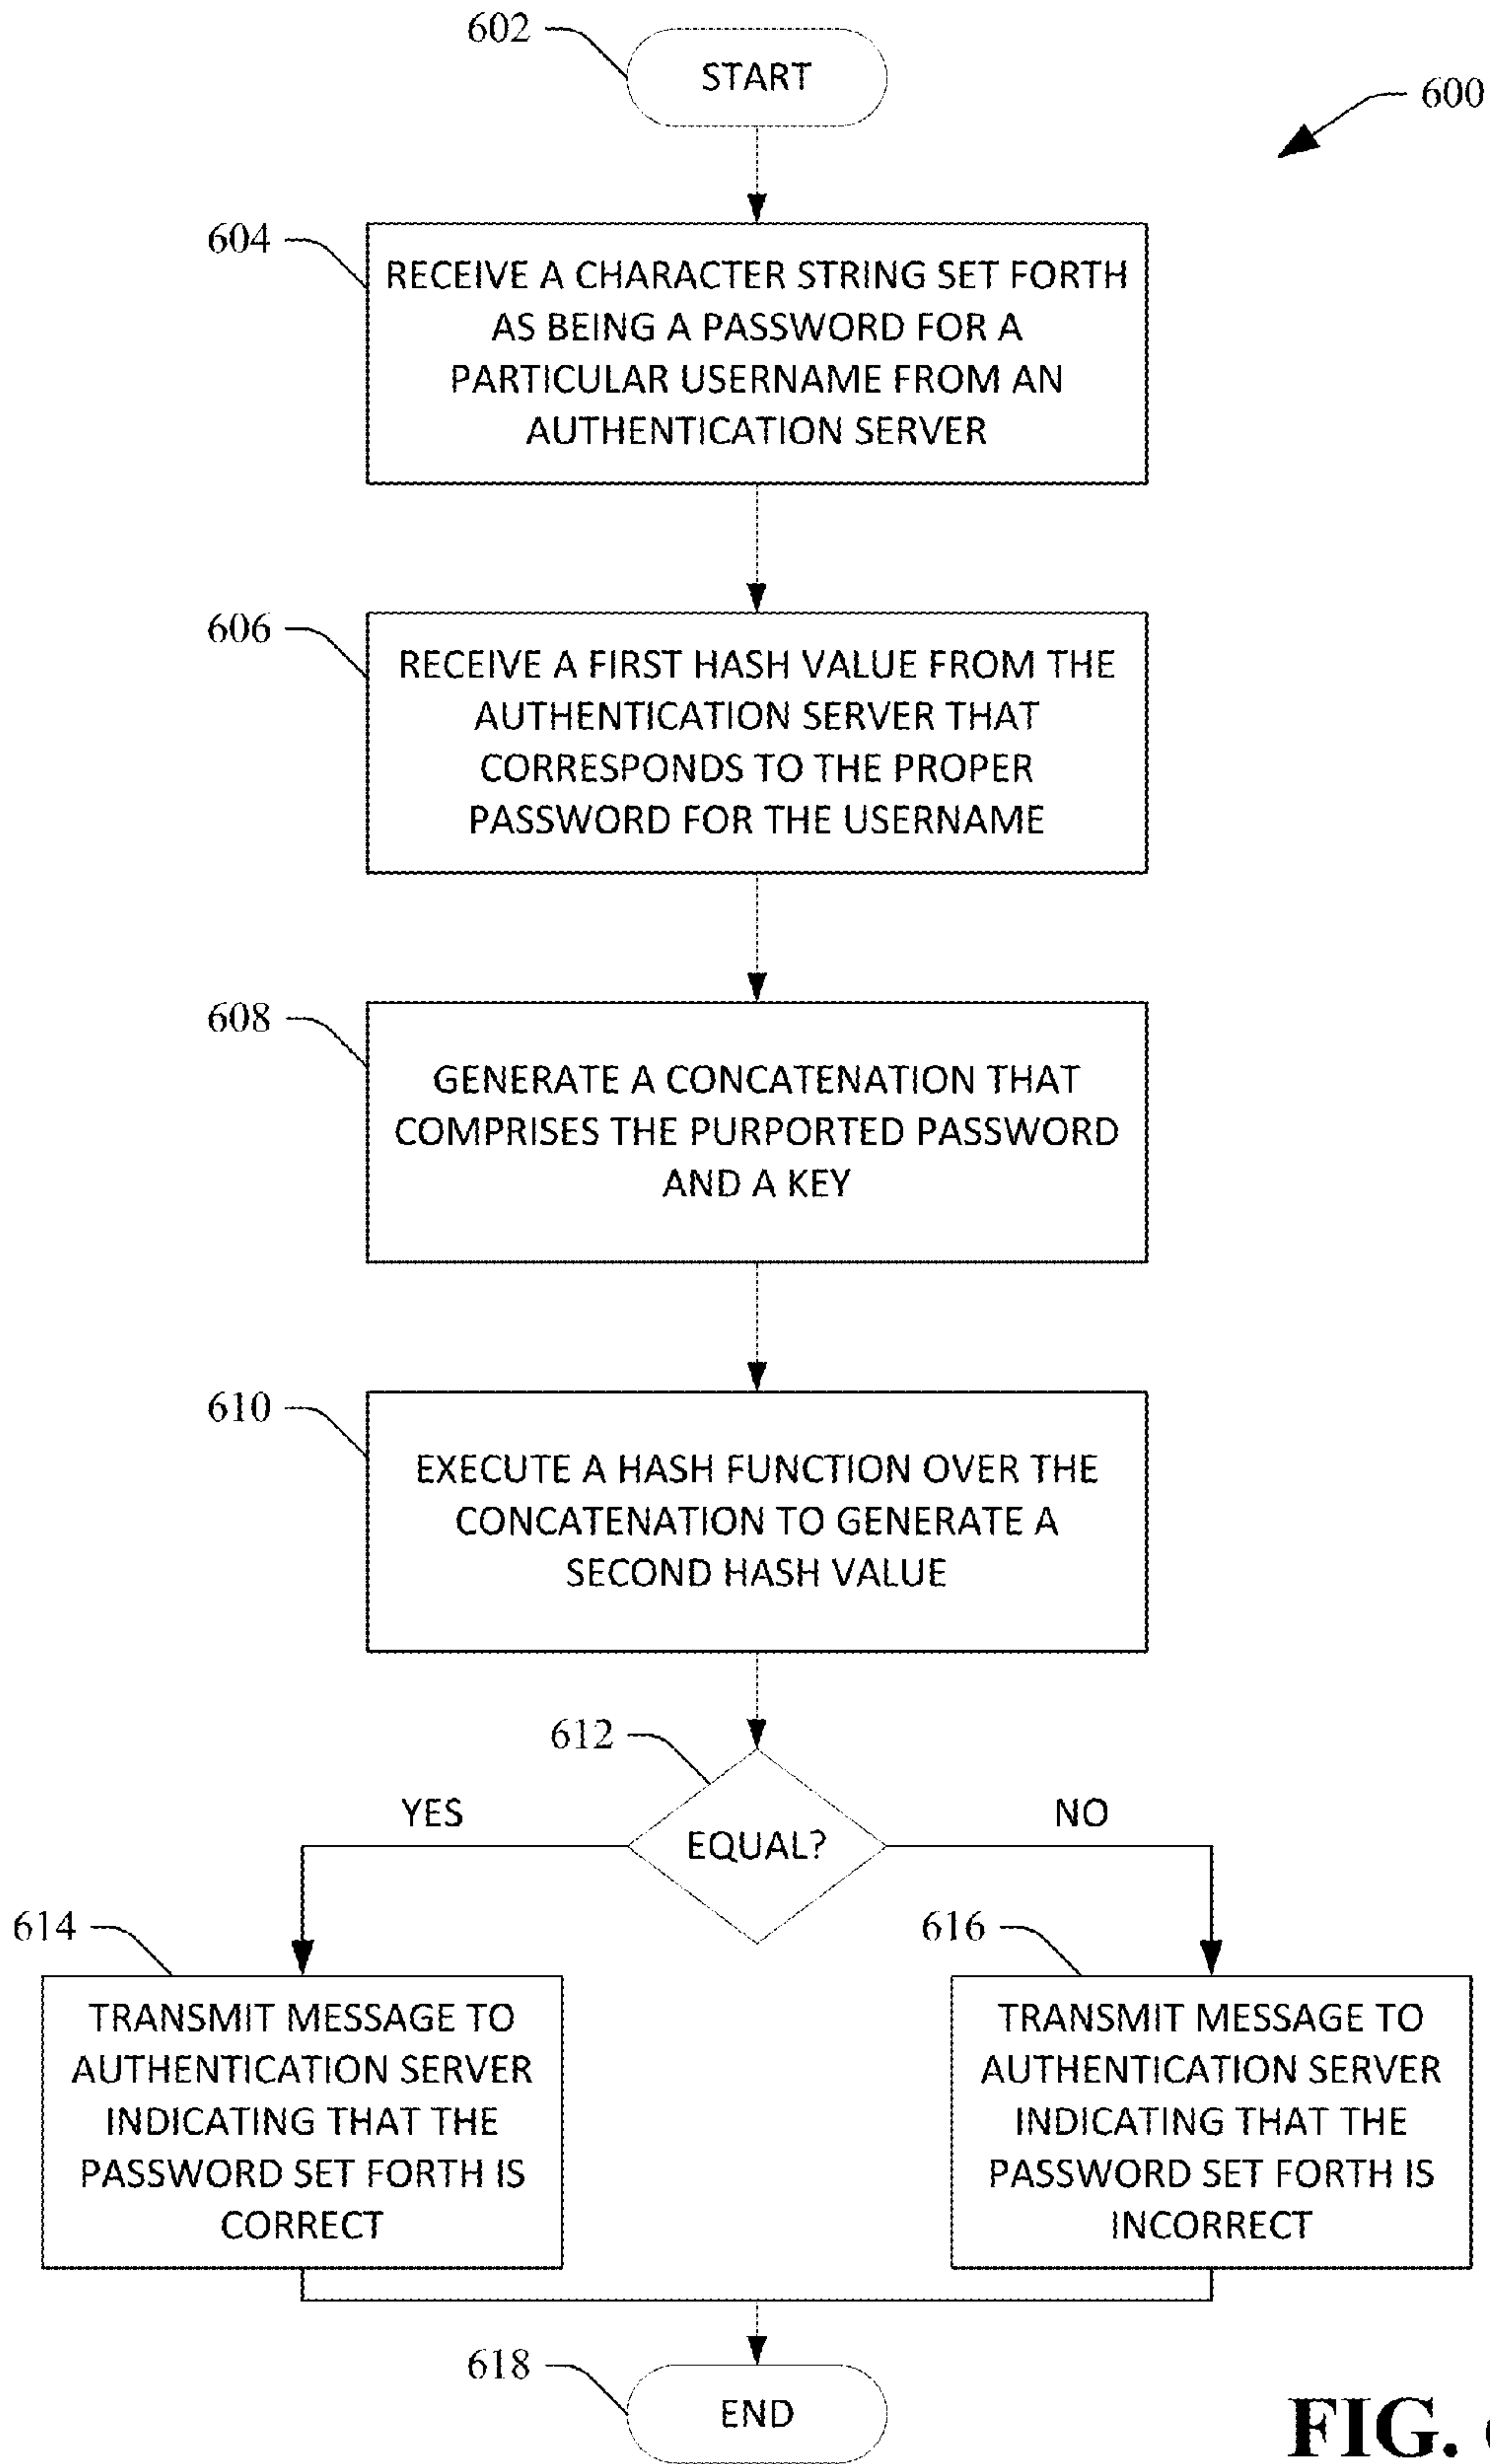 602
START
600
604
RECEIVE A CHARACTER STRING SET FORTH
AS BEING A PASSWORD FOR A
PARTICULAR USERNAME FROM AN
AUTHENTICATION SERVER
606
RECEIVE A FIRST HASH VALUE FROM THE
AUTHENTICATION SERVER THAT
CORRESPONDS TO THE PROPER
PASSWORD FOR THE USERNAME
608
GENERATE A CONCATENATION THAT
COMPRISES THE PURPORTED PASSWORD
AND A KEY
610
EXECUTE A HASH FUNCTION OVER THE
CONCATENATION TO GENERATE A
SECOND HASH VALUE
612
YES
EQUAL?
NO
614
TRANSMIT MESSAGE TO
AUTHENTICATION SERVER
INDICATING THAT THE
PASSWORD SET FORTH IS
CORRECT
616
TRANSMIT MESSAGE TO
AUTHENTICATION SERVER
INDICATING THAT THE
PASSWORD SET FORTH IS
INCORRECT
618
END
FIG.